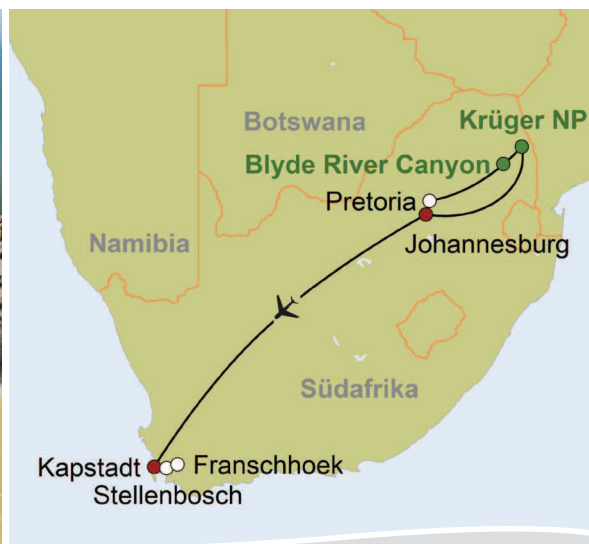 Krüger NP
Botswana
Blyde River Canyon
Pretoria
Johannesburg
Namibia
Südafrika
Kapstadt
Franschhoek
Stellenbosch